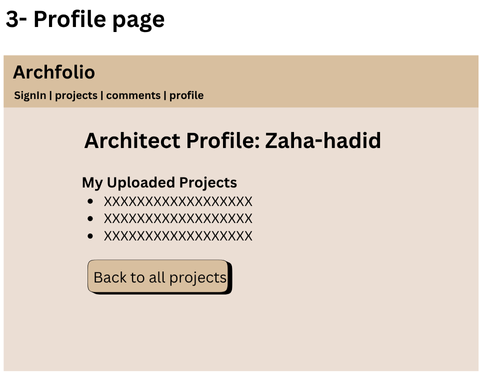 3- Profile page
Archfolio
SignIn | projects | comments | profile
Architect Profile: Zaha-hadid
My Uploaded Projects
• XXXXXXXXXXXXXXXXXX
• XXXXXXXXXXXXXXXXXX
• XXXXXXXXXXXXXXXXXX
Back to all projects